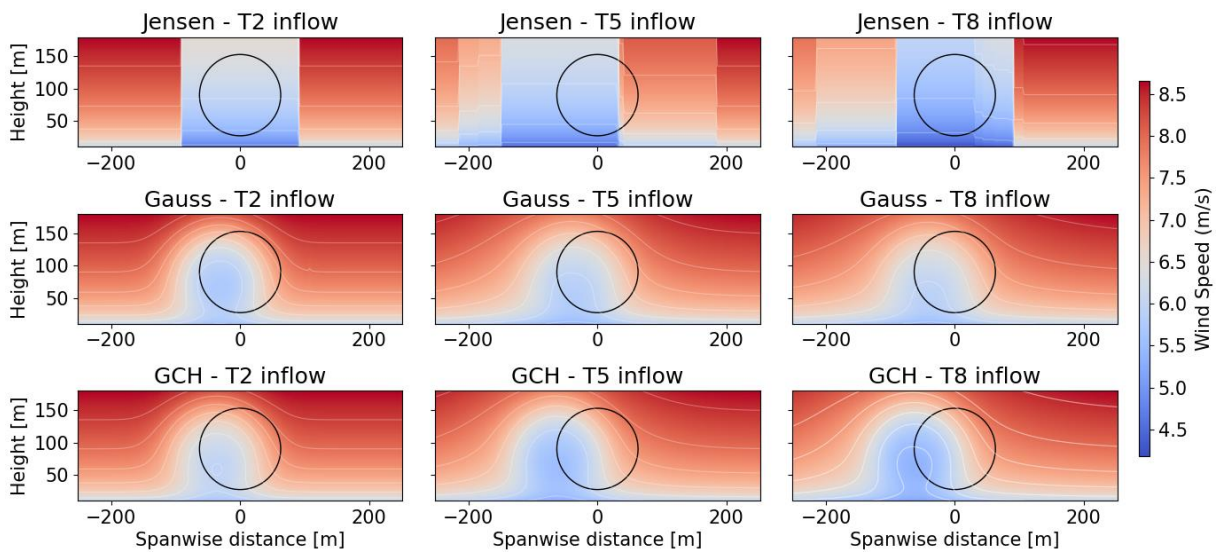 Jensen - T2 inflow
Jensen - T5 inflow
Jensen - T8 inflow
Height [m]
150
100
50
−200 0 200
−200 0 200
−200 0 200
Gauss - T2 inflow
Gauss - T5 inflow
Gauss - T8 inflow
Height [m]
150
100
50
−200 0 200
−200 0 200
−200 0 200
GCH - T2 inflow
GCH - T5 inflow
GCH - T8 inflow
Height [m]
150
100
50
−200 0 200
−200 0 200
−200 0 200
Spanwise distance [m]
Spanwise distance [m]
Spanwise distance [m]
8.5
8.0
7.5
7.0
6.5
6.0
5.5
5.0
4.5
Wind Speed (m/s)